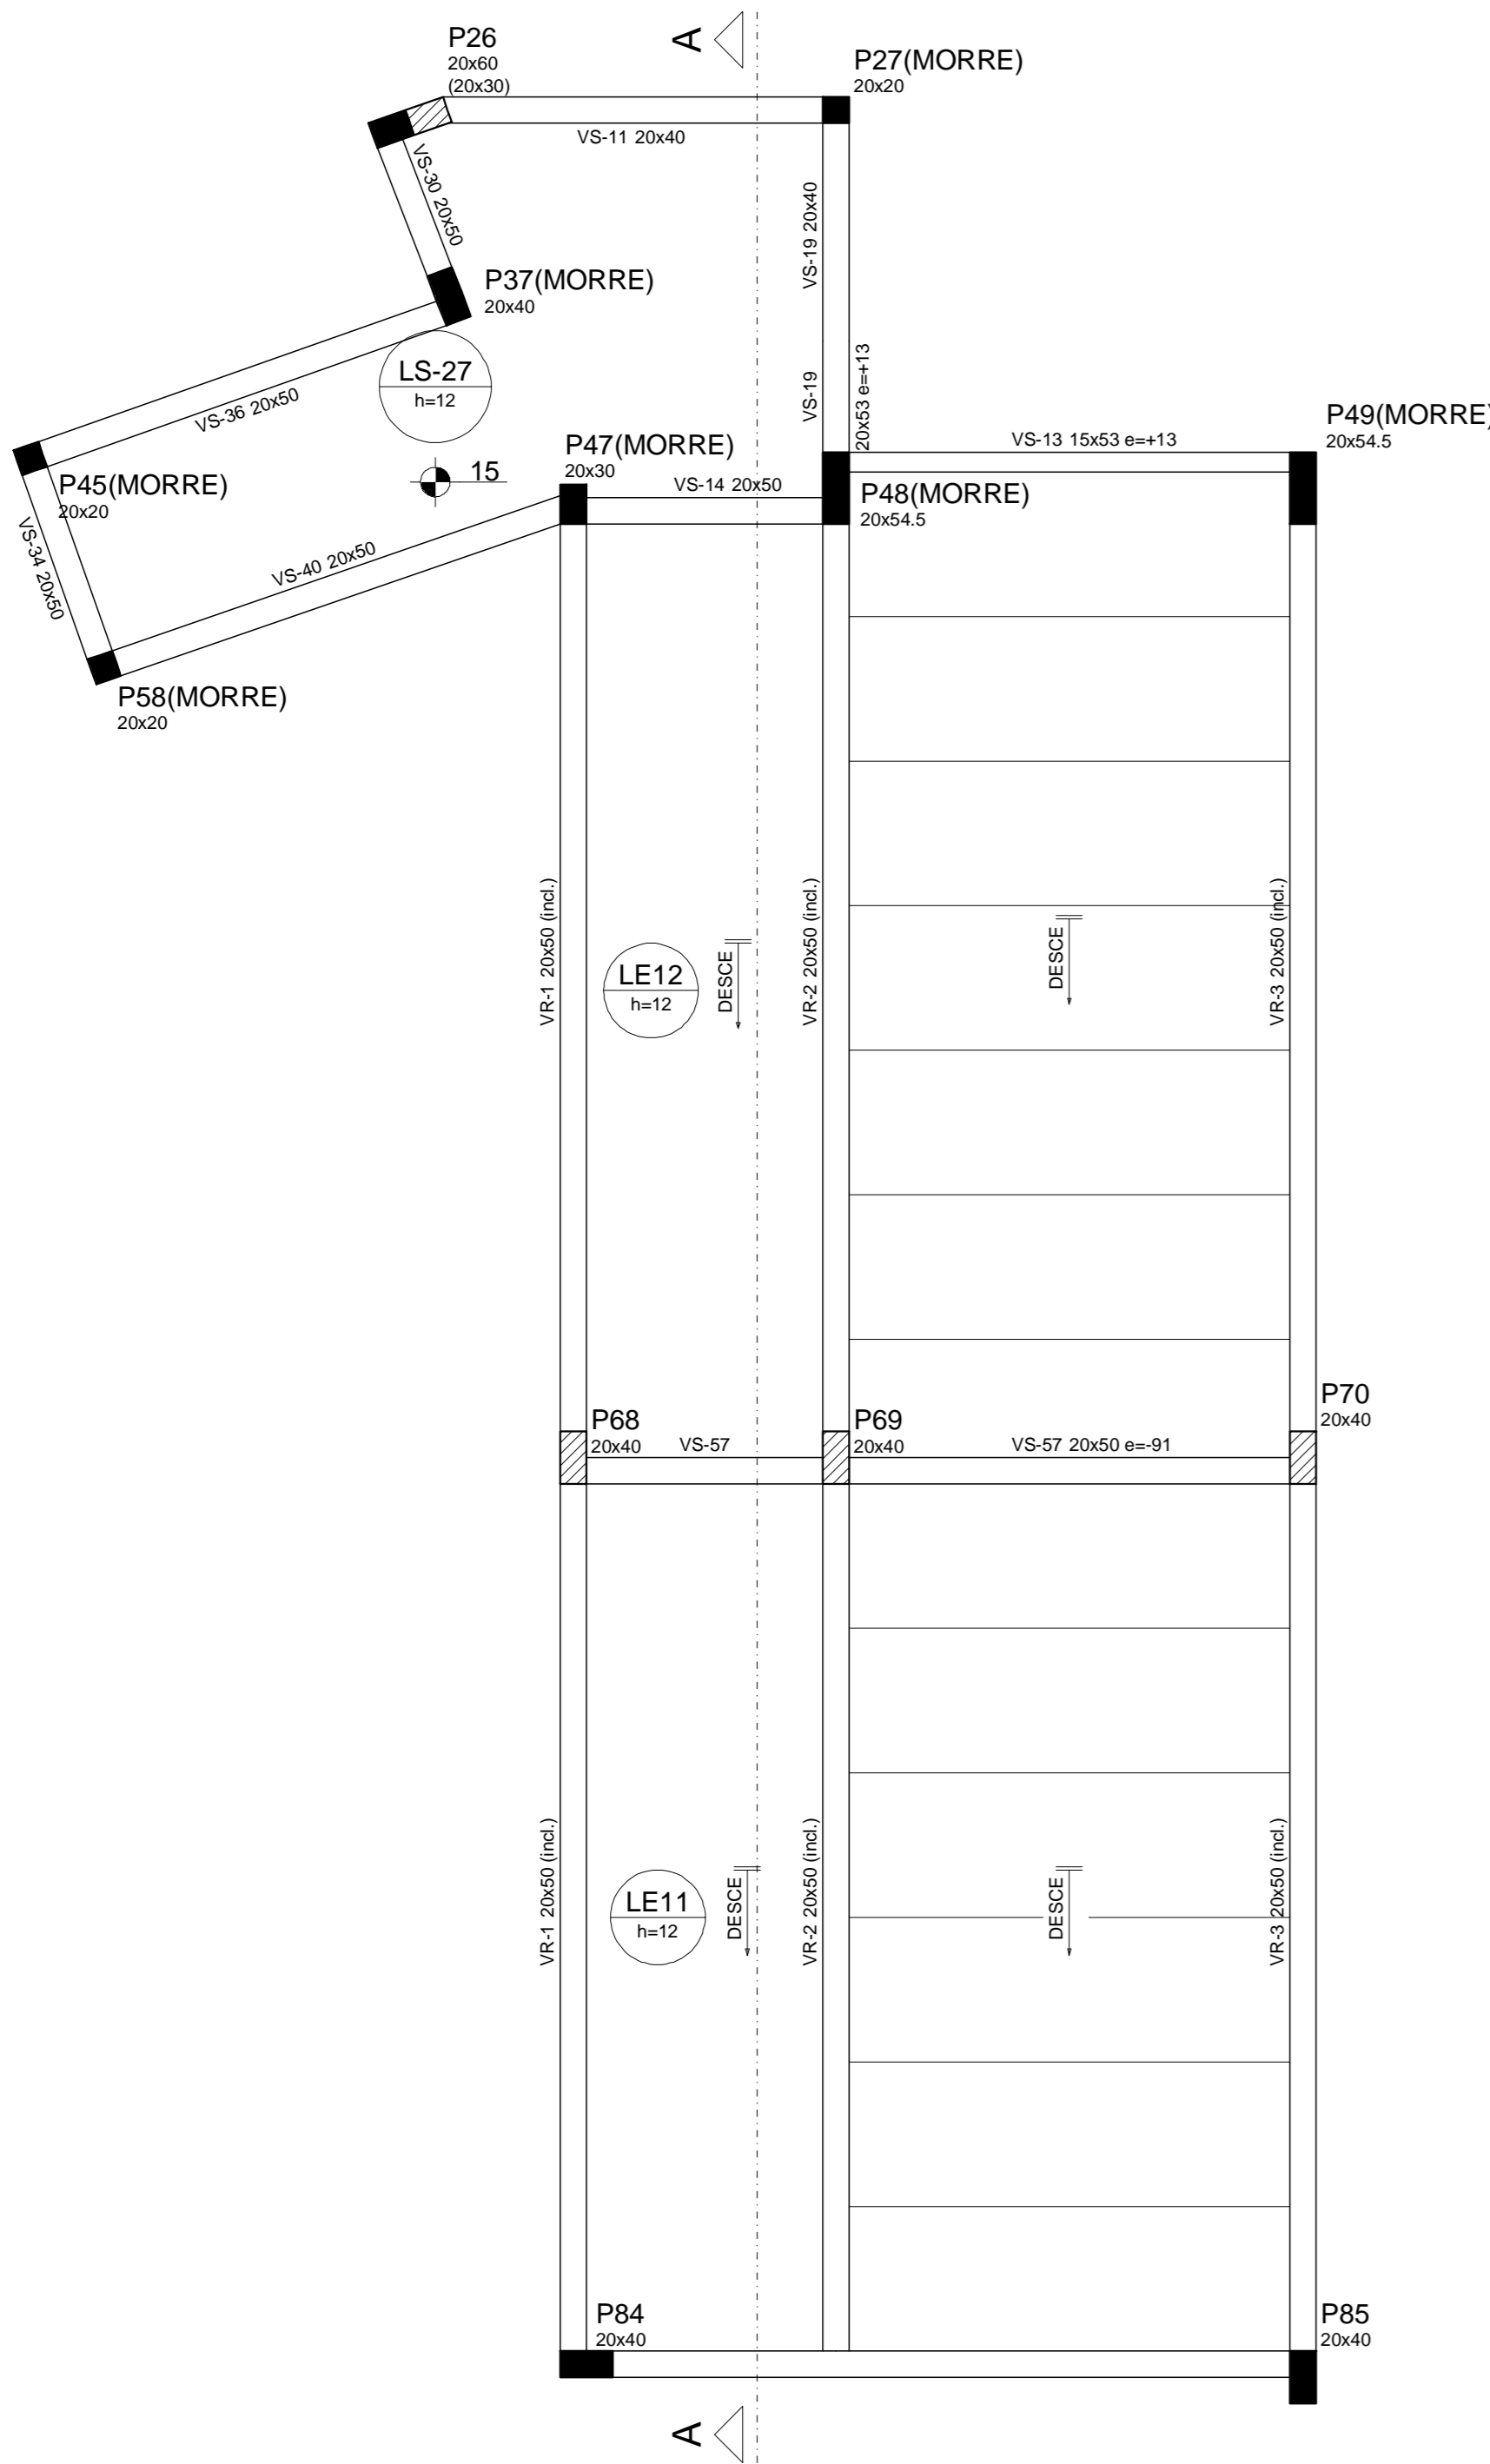 P26
20x60
(20x30)
A
P27(MORRE)
20x20
VS-11 20x40
VS-30 20x50
VS-19 20x40
P37(MORRE)
20x40
LS-27
h=12
VS-36 20x50
VS-19
20x53 e=+13
P49(MORRE)
20x54.5
VS-13 15x53 e=+13
P47(MORRE)
20x30
15
VS-14 20x50
P48(MORRE)
20x54.5
P45(MORRE)
20x20
VS-34 20x50
VS-40 20x50
P58(MORRE)
20x20
VR-1 20x50 (incl.)
LE12
h=12
DESCE
VR-2 20x50 (incl.)
DESCE
VR-3 20x50 (incl.)
P68
20x40
VS-57
P69
20x40
VS-57 20x50 e=-91
P70
20x40
VR-1 20x50 (incl.)
LE11
h=12
DESCE
VR-2 20x50 (incl.)
DESCE
VR-3 20x50 (incl.)
P84
20x40
P85
20x40
A